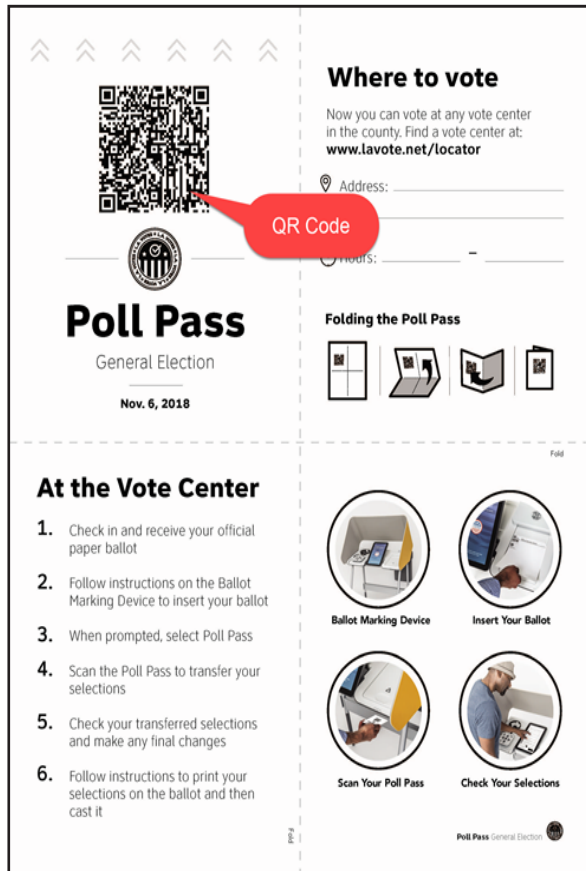 Poll Pass
General Election
Nov. 6, 2018
Where to vote
Now you can vote at any vote center
in the county. Find a vote center at:
www.lavote.net/locator
Address:
QR Code
Hours: –
Folding the Poll Pass
Fold
At the Vote Center
1. Check in and receive your official
paper ballot
2. Follow instructions on the Ballot
Marking Device to insert your ballot
3. When prompted, select Poll Pass
4. Scan the Poll Pass to transfer your
selections
5. Check your transferred selections
and make any final changes
6. Follow instructions to print your
selections on the ballot and then
cast it
Fold
Ballot Marking Device
Insert Your Ballot
Scan Your Poll Pass
Check Your Selections
Poll Pass General Election